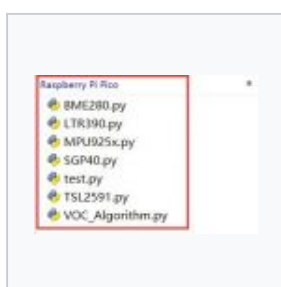 Raspberry Pi Pico
BME280.py
LTR390.py
MPU925x.py
SGP40.py
test.py
TSL2591.py
VOC_Algorithm.py